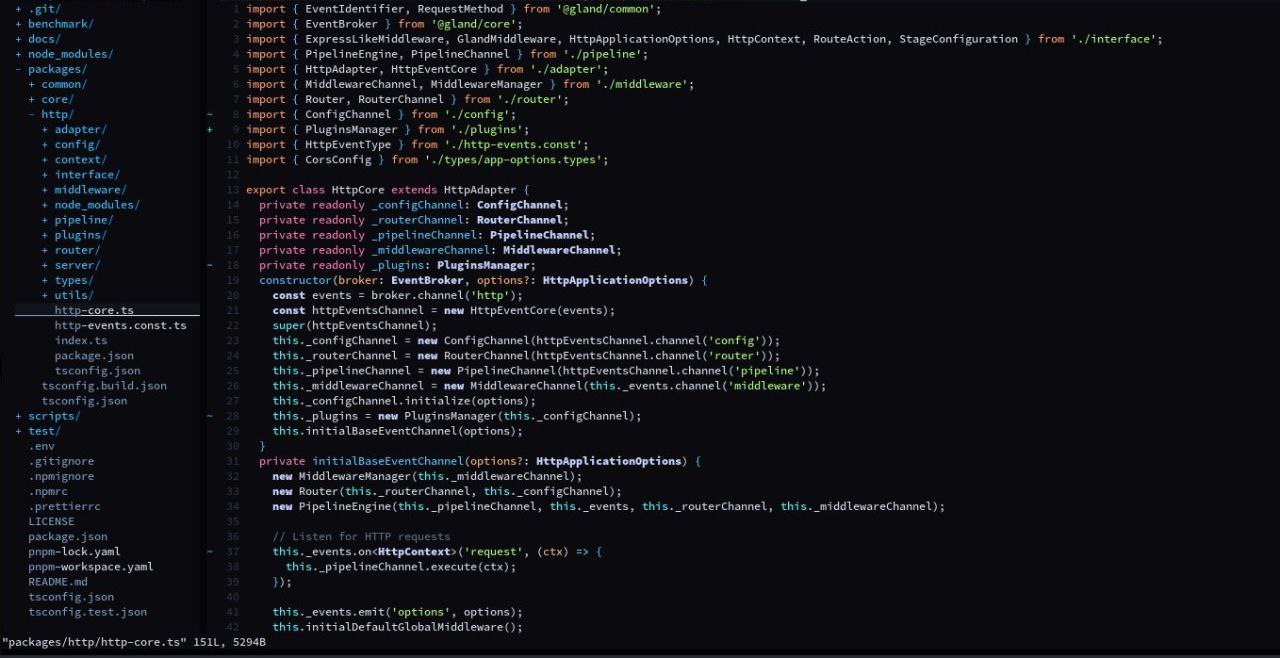 + .git/
+ benchmark/
+ docs/
+ node_modules/
- packages/
+ common/
+ core/
- http/
+ adapter/
+ config/
+ context/
+ interface/
+ middleware/
+ node_modules/
+ pipeline/
+ plugins/
+ router/
+ server/
+ types/
+ utils/
http-core.ts
http-events.const.ts
index.ts
package.json
tsconfig.json
tsconfig.build.json
tsconfig.json
+ scripts/
+ test/
.env
.gitignore
.npmignore
.npmrc
.prettierrc
LICENSE
package.json
pnpm-lock.yaml
pnpm-workspace.yaml
README.md
tsconfig.json
tsconfig.test.json
1 import { EventIdentifier, RequestMethod } from '@gland/common';
2 import { EventBroker } from '@gland/core';
3 import { ExpressLikeMiddleware, GlandMiddleware, HttpApplicationOptions, HttpContext, RouteAction, StageConfiguration } from './interface';
4 import { PipelineEngine, PipelineChannel } from './pipeline';
5 import { HttpAdapter, HttpEventCore } from './adapter';
6 import { MiddlewareChannel, MiddlewareManager } from './middleware';
7 import { Router, RouterChannel } from './router';
~ 8 import { ConfigChannel } from './config';
+ 9 import { PluginsManager } from './plugins';
10 import { HttpEventType } from './http-events.const';
11 import { CorsConfig } from './types/app-options.types';
12
13 export class HttpCore extends HttpAdapter {
14 private readonly _configChannel: ConfigChannel;
15 private readonly _routerChannel: RouterChannel;
16 private readonly _pipelineChannel: PipelineChannel;
17 private readonly _middlewareChannel: MiddlewareChannel;
~ 18 private readonly _plugins: PluginsManager;
19 constructor(broker: EventBroker, options?: HttpApplicationOptions) {
20 const events = broker.channel('http');
21 const httpEventsChannel = new HttpEventCore(events);
22 super(httpEventsChannel);
23 this._configChannel = new ConfigChannel(httpEventsChannel.channel('config'));
24 this._routerChannel = new RouterChannel(httpEventsChannel.channel('router'));
25 this._pipelineChannel = new PipelineChannel(httpEventsChannel.channel('pipeline'));
26 this._middlewareChannel = new MiddlewareChannel(this._events.channel('middleware'));
27 this._configChannel.initialize(options);
~ 28 this._plugins = new PluginsManager(this._configChannel);
29 this.initialBaseEventChannel(options);
30 }
31 private initialBaseEventChannel(options?: HttpApplicationOptions) {
32 new MiddlewareManager(this._middlewareChannel);
33 new Router(this._routerChannel, this._configChannel);
34 new PipelineEngine(this._pipelineChannel, this._events, this._routerChannel, this._middlewareChannel);
35
36 // Listen for HTTP requests
~ 37 this._events.on<HttpContext>('request', (ctx) => {
38 this._pipelineChannel.execute(ctx);
39 });
40
41 this._events.emit('options', options);
42 this.initialDefaultGlobalMiddleware();
"packages/http/http-core.ts" 151L, 5294B